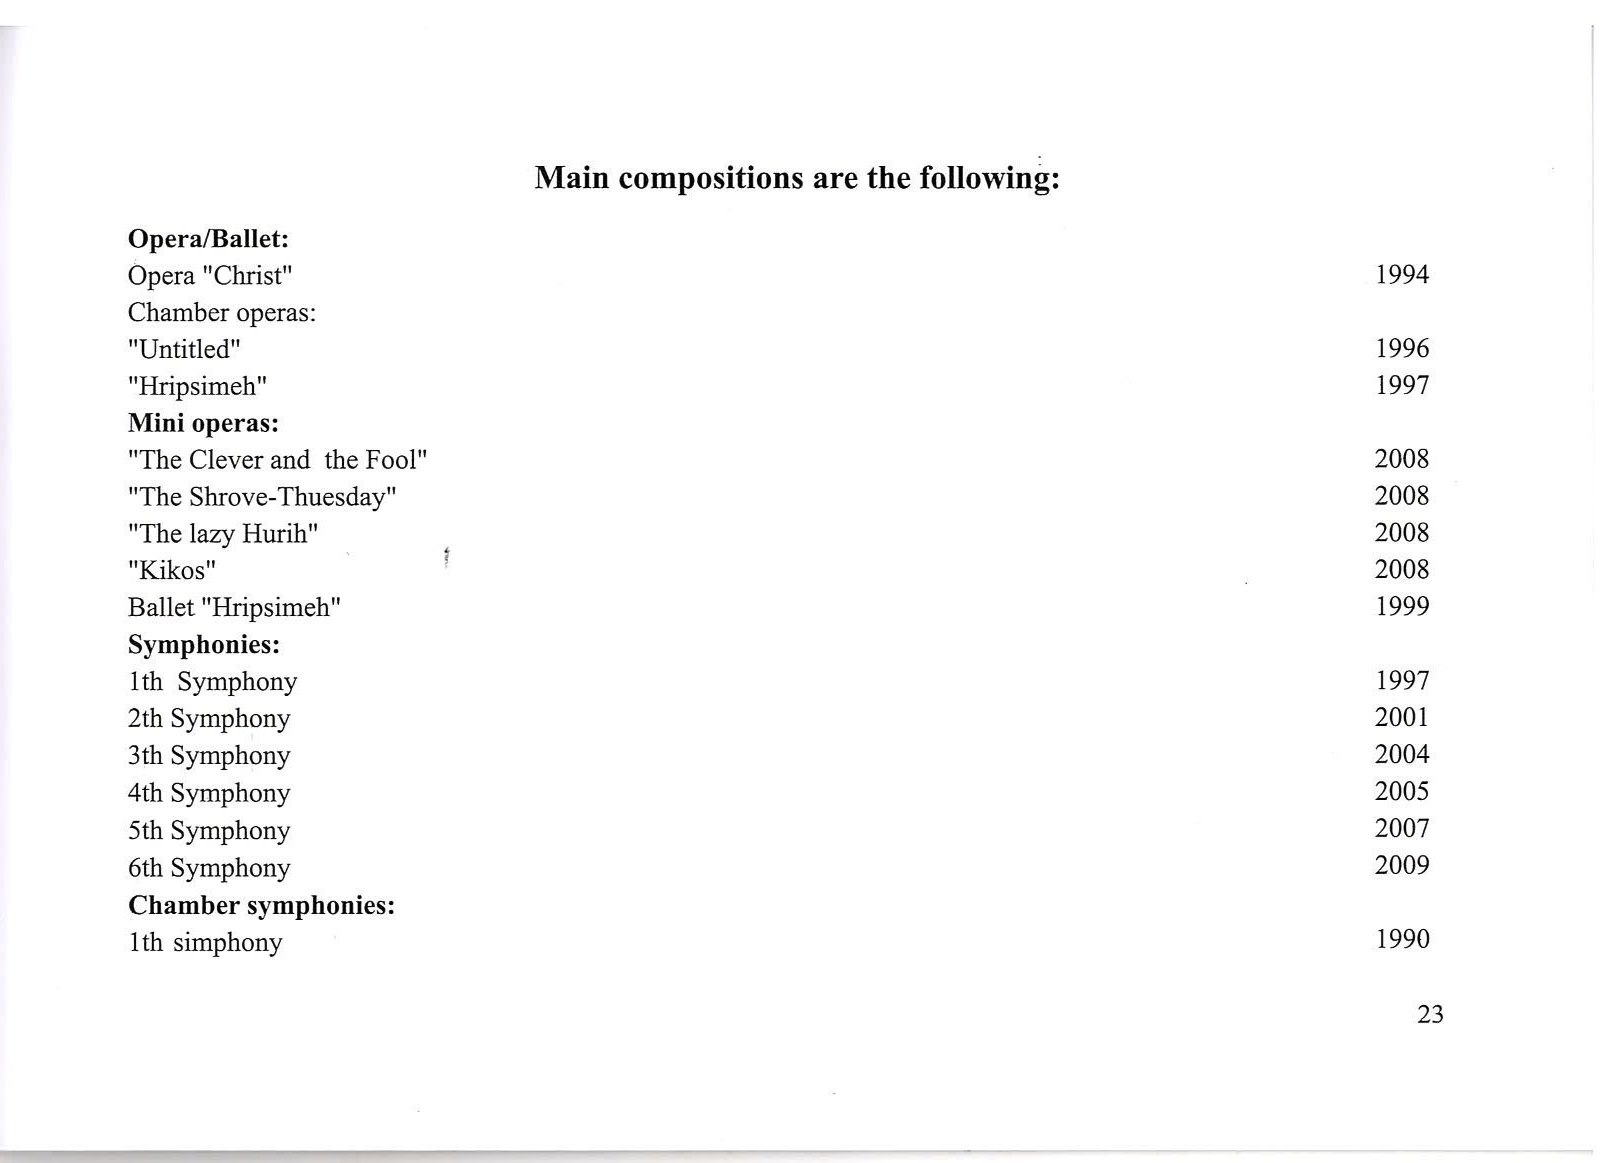 Main compositions are the following:
Opera/Ballet:
Opera "Christ" 1994
Chamber operas:
"Untitled" 1996
"Hripsimeh" 1997
Mini operas:
"The Clever and the Fool" 2008
"The Shrove-Thuesday" 2008
"The lazy Hurih" 2008
"Kikos" 2008
Ballet "Hripsimeh" 1999
Symphonies:
1th Symphony 1997
2th Symphony 2001
3th Symphony 2004
4th Symphony 2005
5th Symphony 2007
6th Symphony 2009
Chamber symphonies:
1th simphony 1990
23